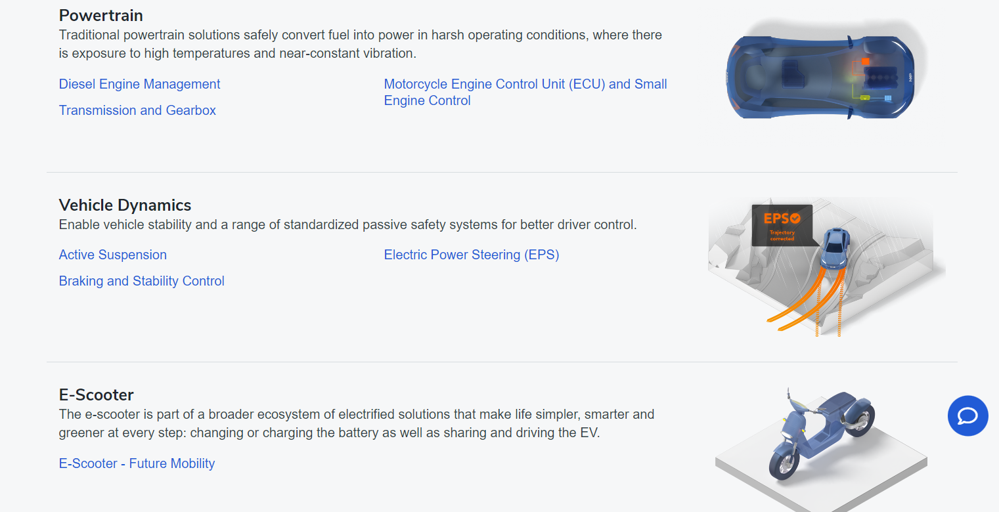 Powertrain
Traditional powertrain solutions safely convert fuel into power in harsh operating conditions, where there
is exposure to high temperatures and near-constant vibration.
Diesel Engine Management
Transmission and Gearbox
Motorcycle Engine Control Unit (ECU) and Small
Engine Control
NXP
Vehicle Dynamics
Enable vehicle stability and a range of standardized passive safety systems for better driver control.
Active Suspension
Braking and Stability Control
Electric Power Steering (EPS)
EPS
Trajectory
corrected
E-Scooter
The e-scooter is part of a broader ecosystem of electrified solutions that make life simpler, smarter and
greener at every step: changing or charging the battery as well as sharing and driving the EV.
E-Scooter - Future Mobility